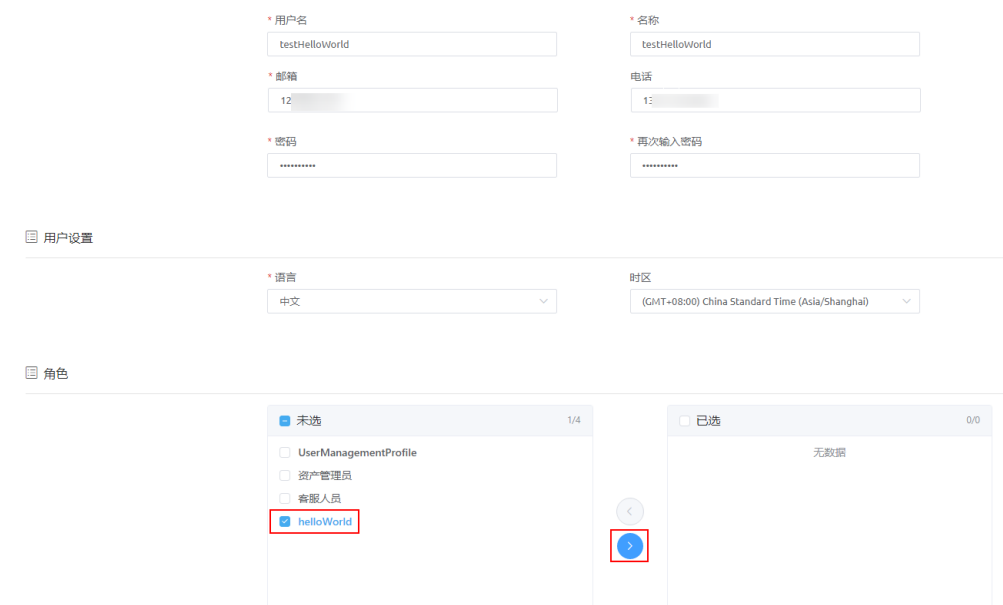 * 用户名
* 名称
testHelloWorld
testHelloWorld
* 邮箱
电话
12
* 密码
* 再次输入密码
••••••••••
••••••••••
用户设置
* 语言
时区
中文
(GMT+08:00) China Standard Time (Asia/Shanghai)
角色
未选 1/4
已选 0/0
UserManagementProfile
无数据
资产管理员
客服人员
helloWorld